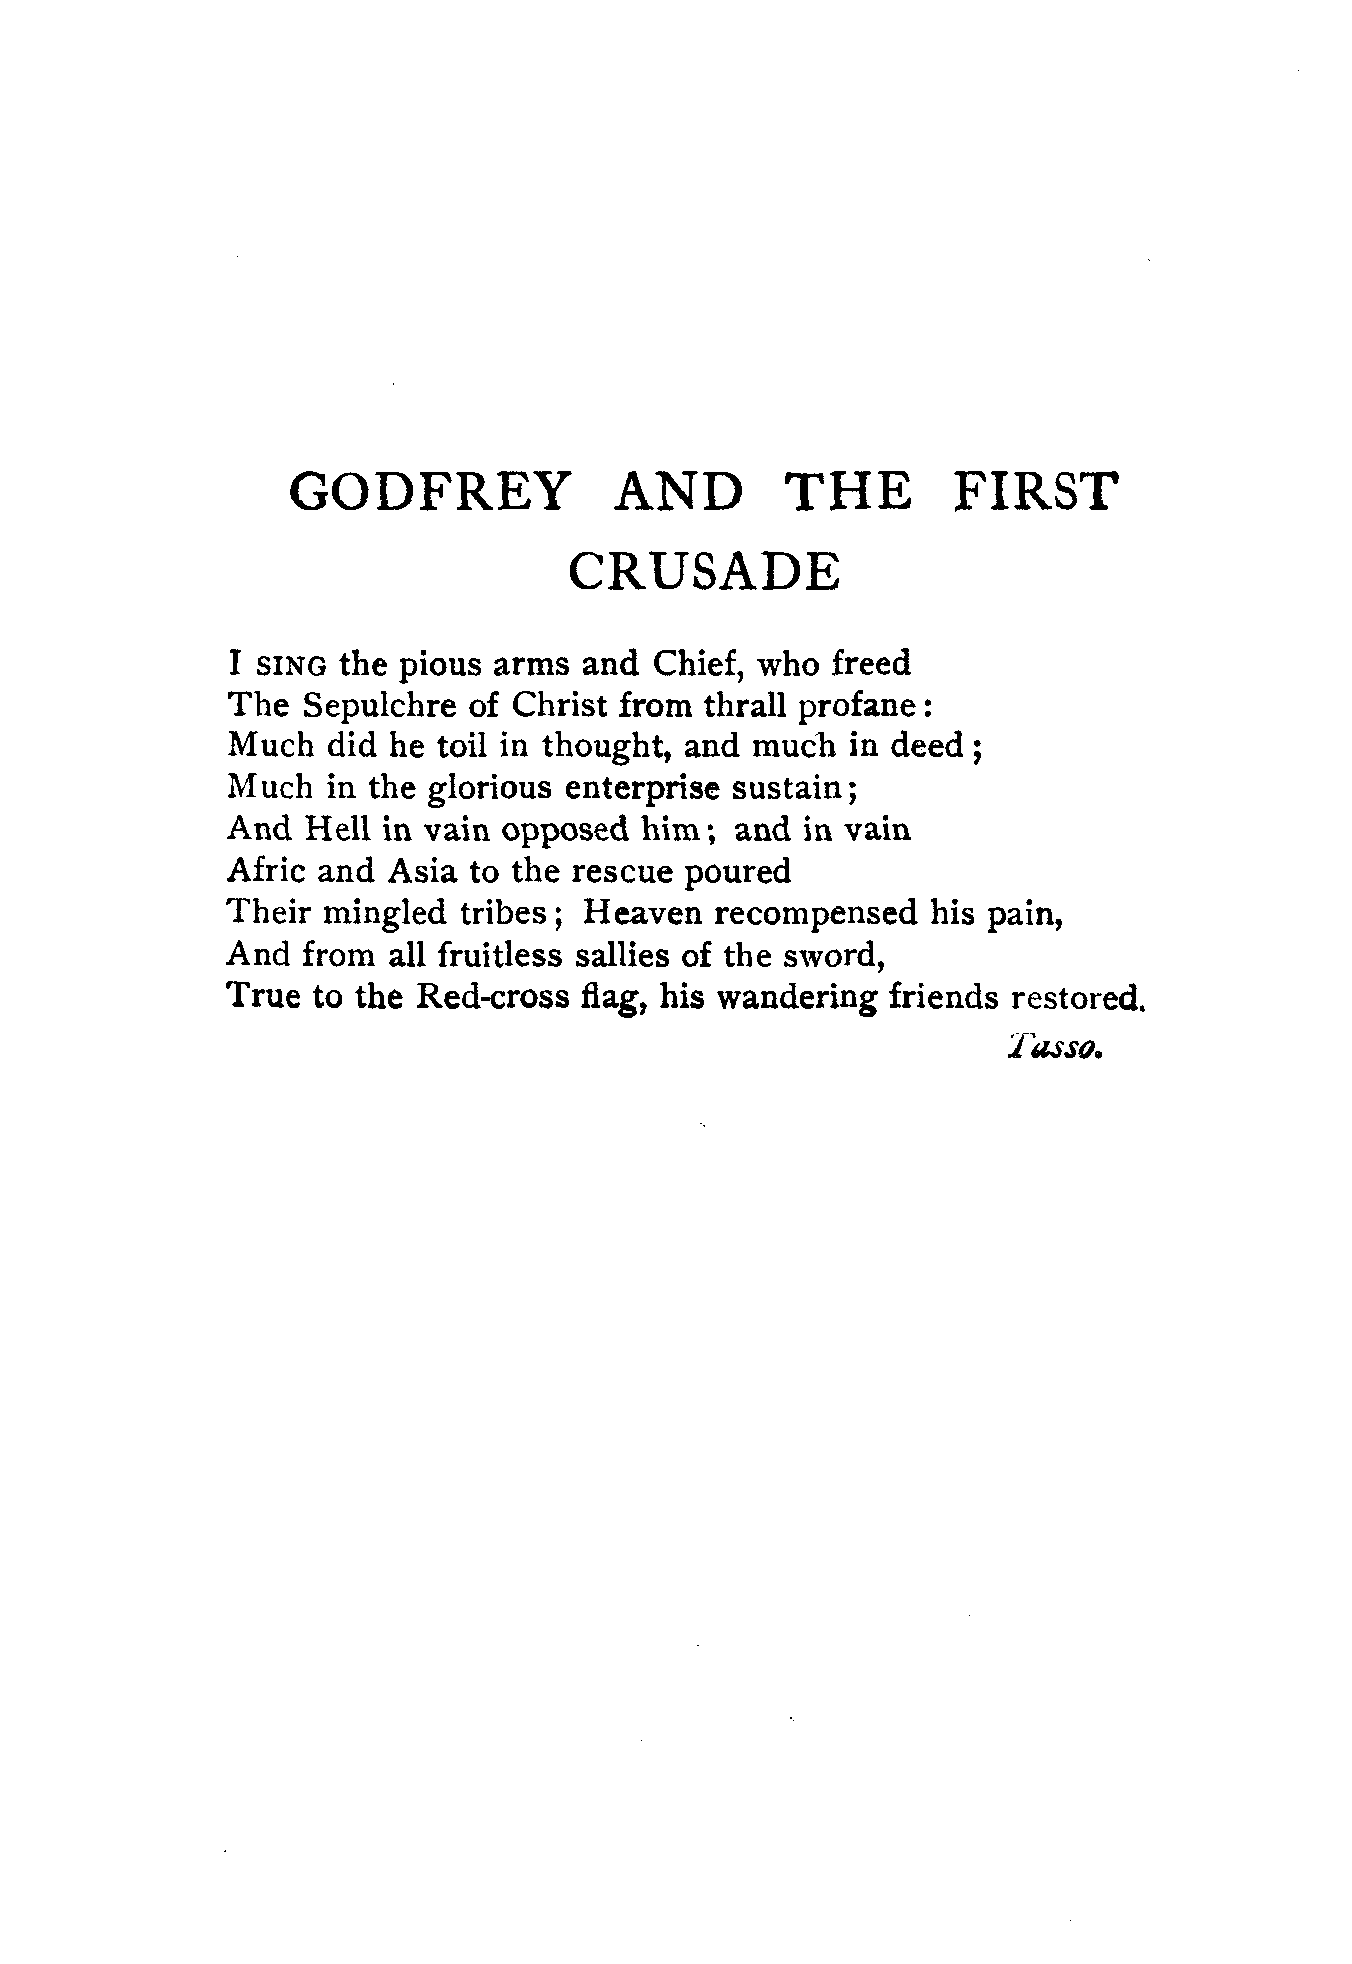 GODFREY AND THE FIRST
CRUSADE
I SING the pious arms and Chief, who freed
The Sepulchre of Christ from thrall profane:
Much did he toil in thought, and much in deed;
Much in the glorious enterprise sustain;
And Hell in vain opposed him; and in vain
Afric and Asia to the rescue poured
Their mingled tribes; Heaven recompensed his pain,
And from all fruitless sallies of the sword,
True to the Red-cross flag, his wandering friends restored.
Tasso.